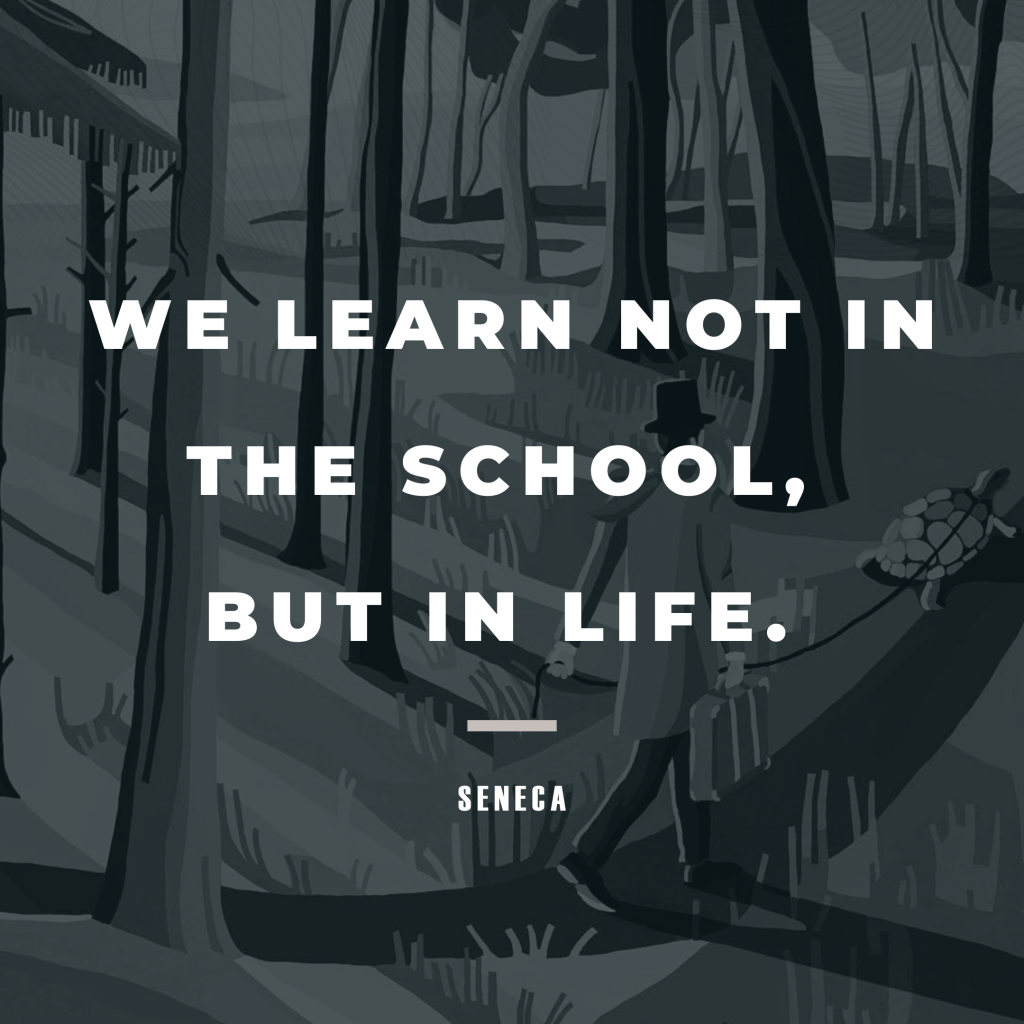 WE LEARN NOT IN
THE SCHOOL,
BUT IN LIFE.
SENECA